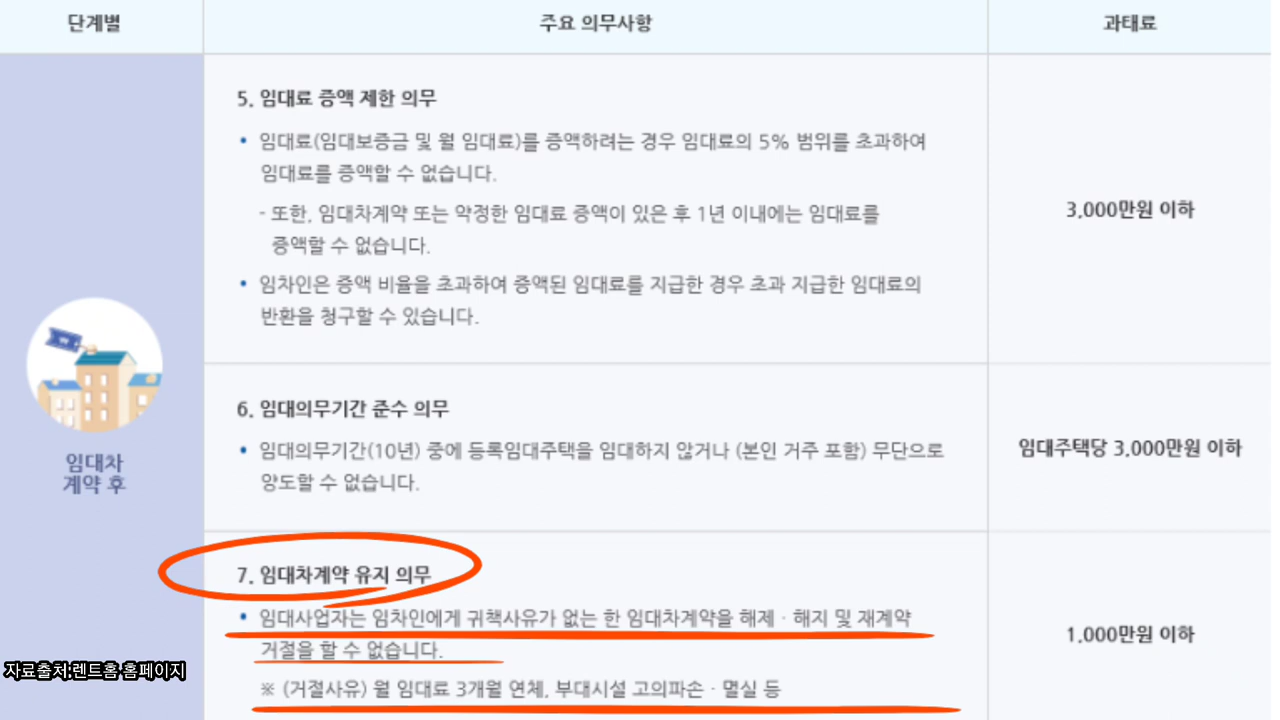 단계별
주요 의무사항
과태료
5. 임대료 증액 제한 의무
• 임대료(임대보증금 및 월 임대료)를 증액하려는 경우 임대료의 5% 범위를 초과하여
임대료를 증액할 수 없습니다.
- 또한, 임대차계약 또는 약정한 임대료 증액이 있은 후 1년 이내에는 임대료를
증액할 수 없습니다.
• 임차인은 증액 비율을 초과하여 증액된 임대료를 지급한 경우 초과 지급한 임대료의
반환을 청구할 수 있습니다.
3,000만원 이하
6. 임대의무기간 준수 의무
• 임대의무기간(10년) 중에 등록임대주택을 임대하지 않거나 (본인 거주 포함) 무단으로
양도할 수 없습니다.
임대주택당 3,000만원 이하
임대차
계약 후
7. 임대차계약 유지 의무
• 임대사업자는 임차인에게 귀책사유가 없는 한 임대차계약을 해제 · 해지 및 재계약
거절을 할 수 없습니다.
※ (거절사유) 월 임대료 3개월 연체, 부대시설 고의파손 · 멸실 등
1,000만원 이하
자료출처:렌트홈 홈페이지